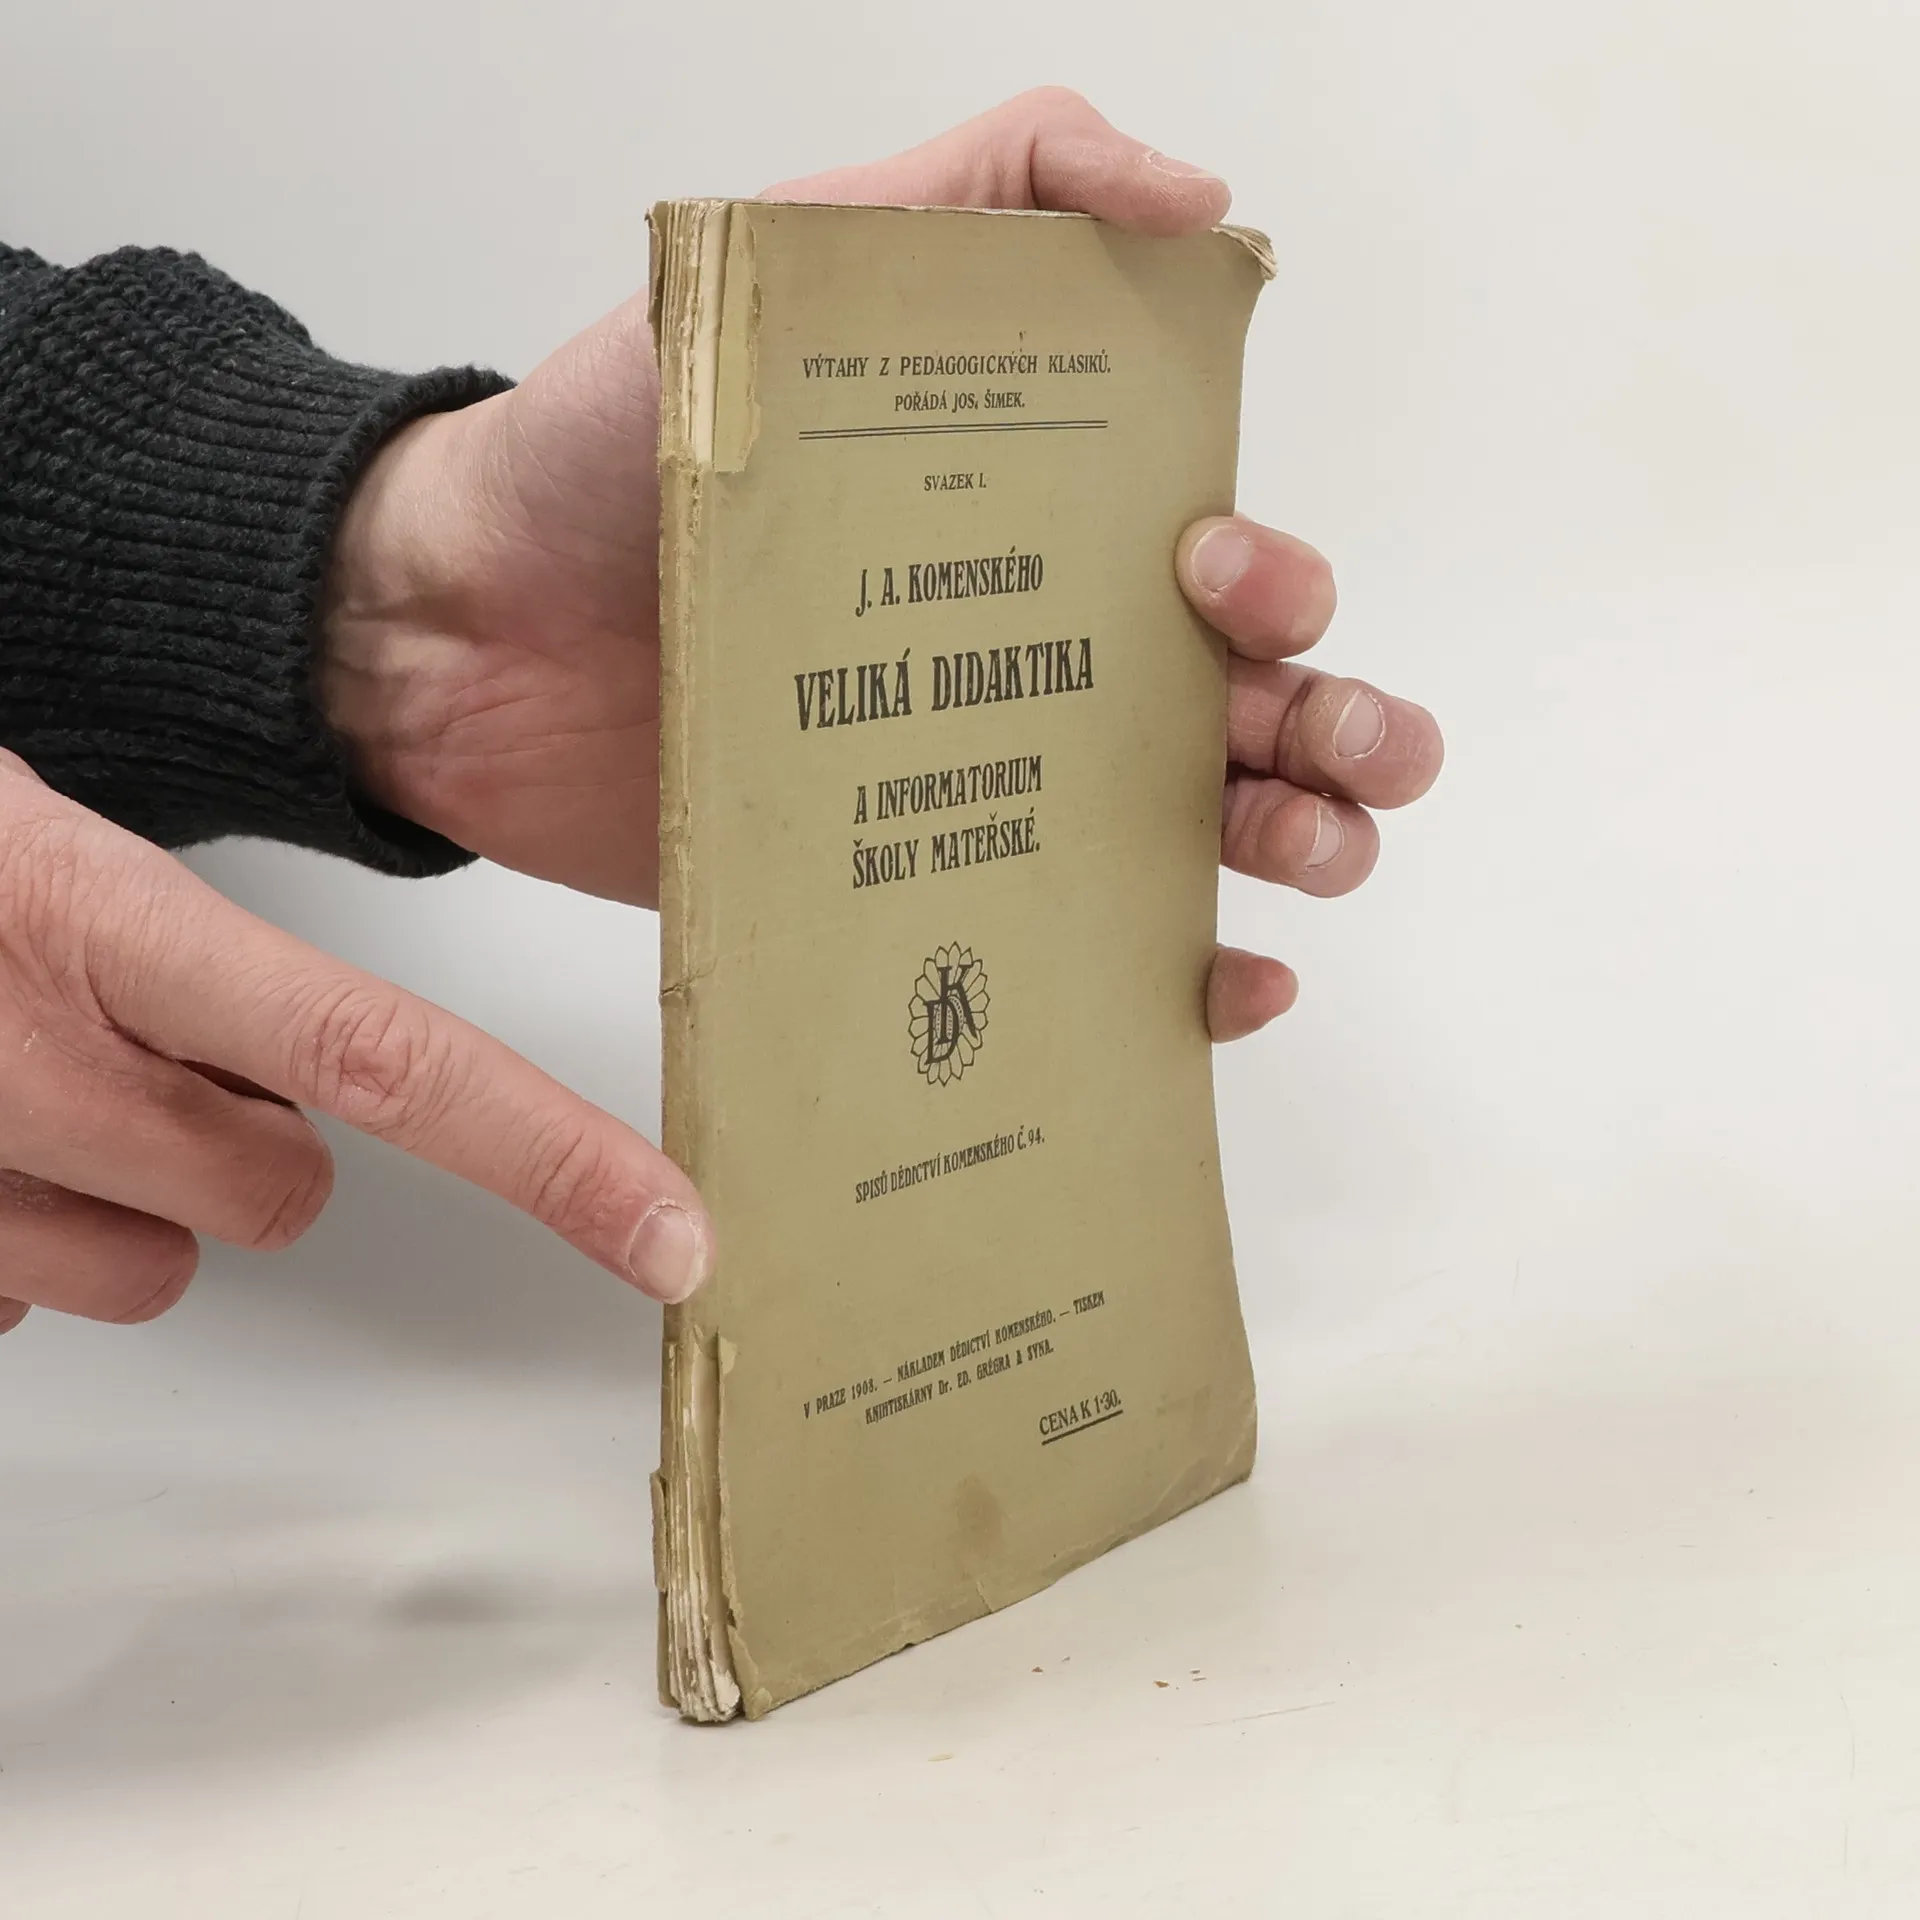 VÝTAHY Z PEDAGOGICKÝCH KLASIKŮ.
POŘÁDÁ JOS. ŠIMEK.
SVAZEK I.
J. A. KOMENSKÉHO
VELIKÁ DIDAKTIKA
A INFORMATORIUM
ŠKOLY MATEŘSKÉ.
DK
SPISŮ DĚDICTVÍ KOMENSKÉHO Č. 94.
V PRAZE 1908. — NÁKLADEM DĚDICTVÍ KOMENSKÉHO. — TISKEM
KNIHTISKÁRNY Dr. ED. GRÉGRA A SYNA.
CENA K 1·30.